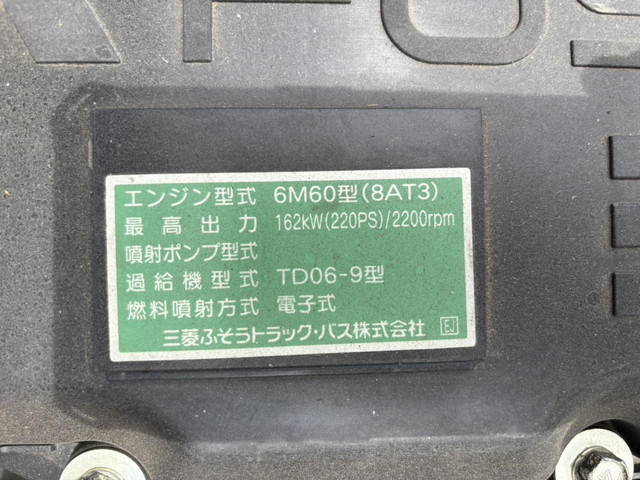 エンジン型式 6M60型(8AT3)
最高出力 162kW(220PS)/2200rpm
噴射ポンプ型式
過給機型式 TD06-9型
燃料噴射方式 電子式
三菱ふそうトラック・バス株式会社 EJ